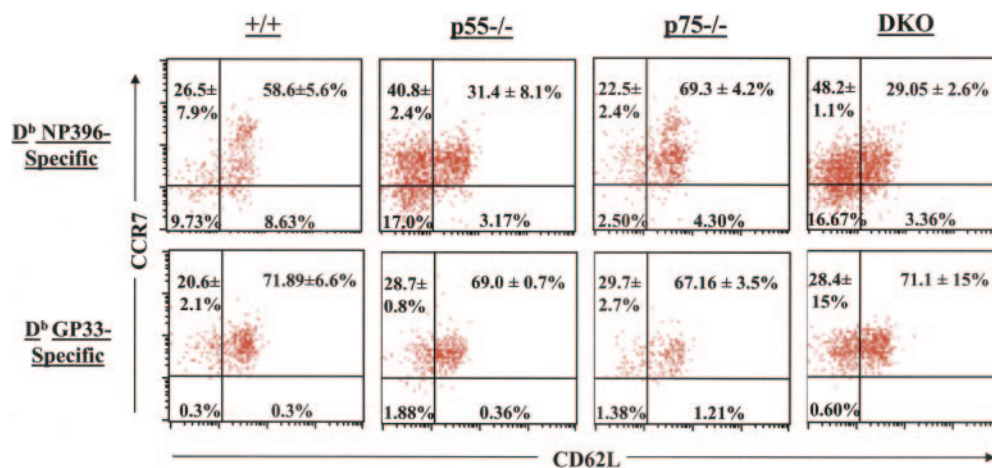 +/+ p55-/- p75-/- DKO
Dᵇ NP396-
Specific
26.5±
7.9%
58.6±5.6%
9.73%
8.63%
40.8±
2.4%
31.4 ± 8.1%
17.0%
3.17%
22.5±
2.4%
69.3 ± 4.2%
2.50%
4.30%
48.2±
1.1%
29.05 ± 2.6%
16.67%
3.36%
CCR7
Dᵇ GP33-
Specific
20.6±
2.1%
71.89±6.6%
0.3%
0.3%
28.7±
0.8%
69.0 ± 0.7%
1.88%
0.36%
29.7±
2.7%
67.16 ± 3.5%
1.38%
1.21%
28.4±
15%
71.1 ± 15%
0.60%
CD62L